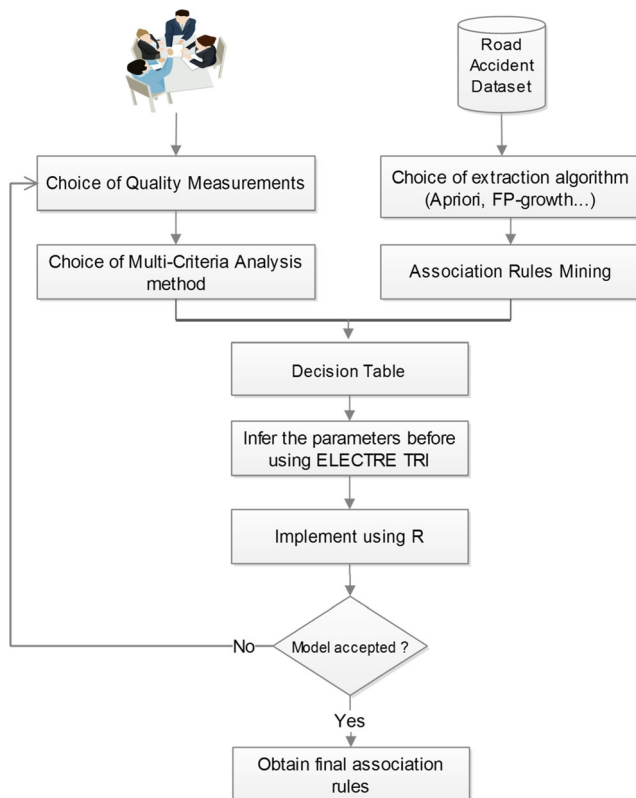 Road
Accident
Dataset
Choice of Quality Measurements
Choice of extraction algorithm
(Apriori, FP-growth...)
Choice of Multi-Criteria Analysis
method
Association Rules Mining
Decision Table
Infer the parameters before
using ELECTRE TRI
Implement using R
Model accepted ?
No
Yes
Obtain final association
rules